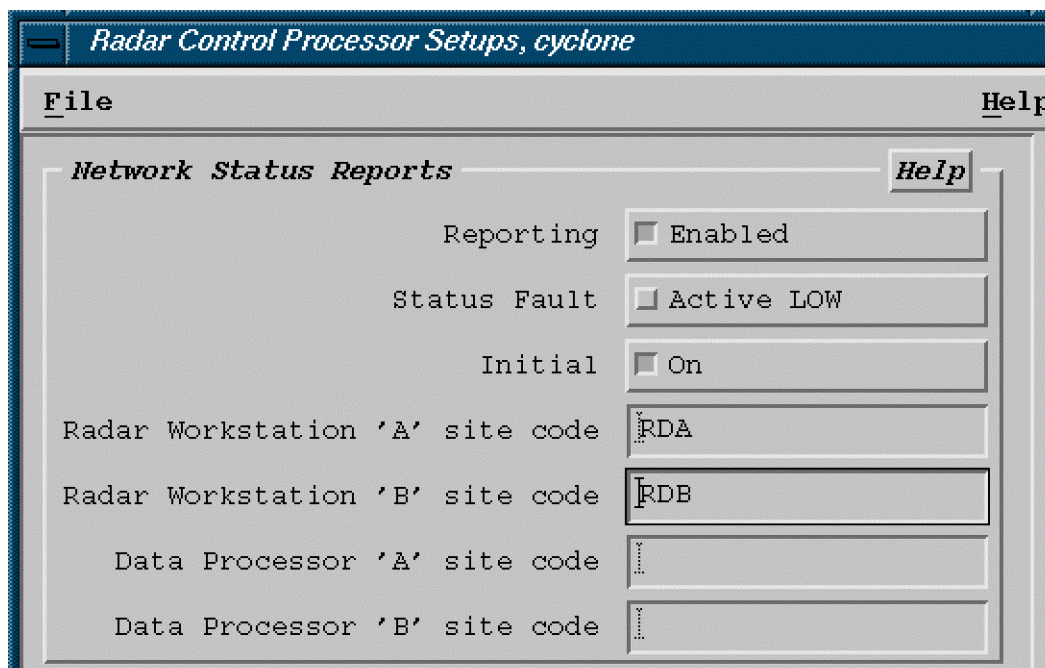 Radar Control Processor Setups, cyclone
File Help
Network Status Reports Help
Reporting Enabled
Status Fault Active LOW
Initial On
Radar Workstation 'A' site code RDA
Radar Workstation 'B' site code RDB
Data Processor 'A' site code
Data Processor 'B' site code